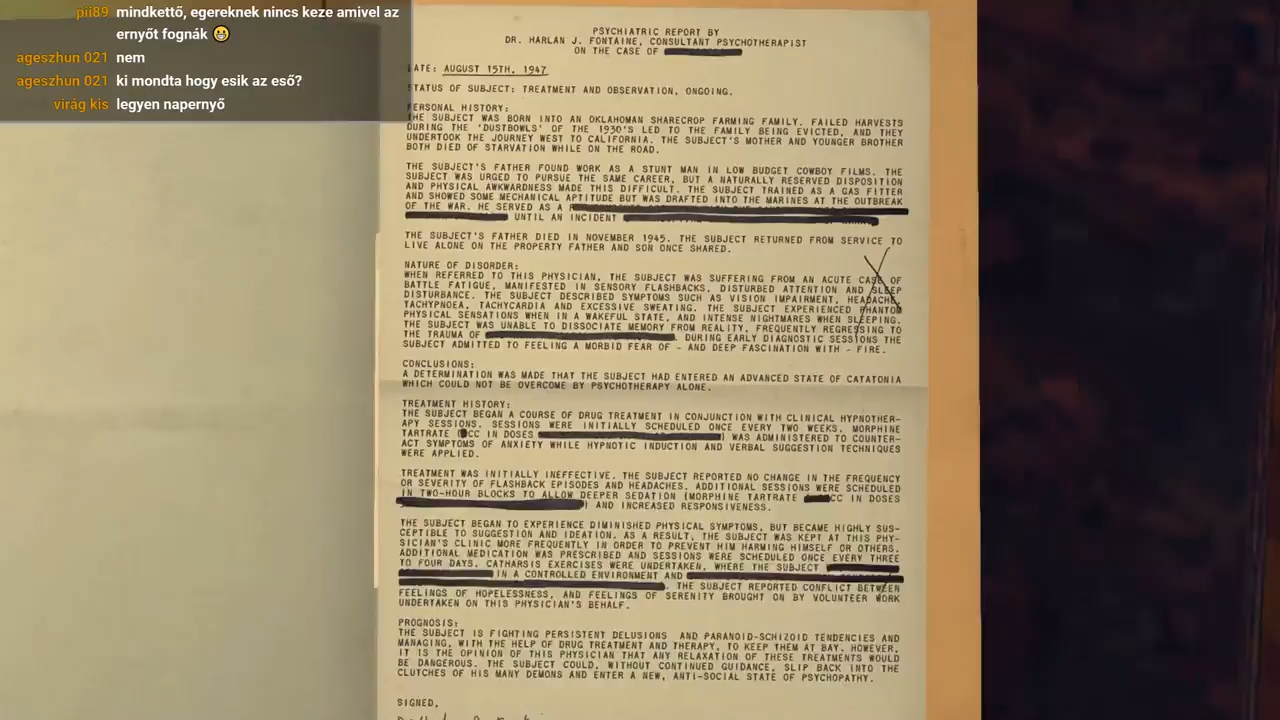 pii89 mindkettő, egereknek nincs keze amivel az
ernyőt fognák 😀
ageszhun 021 nem
ageszhun 021 ki mondta hogy esik az eső?
virág kis legyen napernyő
PSYCHIATRIC REPORT BY
DR. HARLAN J. FONTAINE, CONSULTANT PSYCHOTHERAPIST
ON THE CASE OF
DATE: AUGUST 15TH, 1947
STATUS OF SUBJECT: TREATMENT AND OBSERVATION, ONGOING.
PERSONAL HISTORY:
THE SUBJECT WAS BORN INTO AN OKLAHOMAN SHARECROP FARMING FAMILY. FAILED HARVESTS
DURING THE 'DUSTBOWLS' OF THE 1930'S LED TO THE FAMILY BEING EVICTED, AND THEY
UNDERTOOK THE JOURNEY WEST TO CALIFORNIA. THE SUBJECT'S MOTHER AND YOUNGER BROTHER
BOTH DIED OF STARVATION WHILE ON THE ROAD.
THE SUBJECT'S FATHER FOUND WORK AS A STUNT MAN IN LOW BUDGET COWBOY FILMS. THE
SUBJECT WAS URGED TO PURSUE THE SAME CAREER, BUT A NATURALLY RESERVED DISPOSITION
AND PHYSICAL AWKWARDNESS MADE THIS DIFFICULT. THE SUBJECT TRAINED AS A GAS FITTER
AND SHOWED SOME MECHANICAL APTITUDE BUT WAS DRAFTED INTO THE MARINES AT THE OUTBREAK
OF THE WAR. HE SERVED AS A
UNTIL AN INCIDENT
THE SUBJECT'S FATHER DIED IN NOVEMBER 1945. THE SUBJECT RETURNED FROM SERVICE TO
LIVE ALONE ON THE PROPERTY FATHER AND SON ONCE SHARED.
NATURE OF DISORDER:
WHEN REFERRED TO THIS PHYSICIAN, THE SUBJECT WAS SUFFERING FROM AN ACUTE CASE OF
BATTLE FATIGUE, MANIFESTED IN SENSORY FLASHBACKS, DISTURBED ATTENTION AND SLEEP
DISTURBANCE. THE SUBJECT DESCRIBED SYMPTOMS SUCH AS VISION IMPAIRMENT, HEADACHE,
TACHYPNOEA, TACHYCARDIA AND EXCESSIVE SWEATING. THE SUBJECT EXPERIENCED PHANTOM
PHYSICAL SENSATIONS WHEN IN A WAKEFUL STATE, AND INTENSE NIGHTMARES WHEN SLEEPING.
THE SUBJECT WAS UNABLE TO DISSOCIATE MEMORY FROM REALITY, FREQUENTLY REGRESSING TO
THE TRAUMA OF . DURING EARLY DIAGNOSTIC SESSIONS THE
SUBJECT ADMITTED TO FEELING A MORBID FEAR OF - AND DEEP FASCINATION WITH - FIRE.
CONCLUSIONS:
A DETERMINATION WAS MADE THAT THE SUBJECT HAD ENTERED AN ADVANCED STATE OF CATATONIA
WHICH COULD NOT BE OVERCOME BY PSYCHOTHERAPY ALONE.
TREATMENT HISTORY:
THE SUBJECT BEGAN A COURSE OF DRUG TREATMENT IN CONJUNCTION WITH CLINICAL HYPNOTHER-
APY SESSIONS. SESSIONS WERE INITIALLY SCHEDULED ONCE EVERY TWO WEEKS. MORPHINE
TARTRATE ( CC IN DOSES ) WAS ADMINISTERED TO COUNTER-
ACT SYMPTOMS OF ANXIETY WHILE HYPNOTIC INDUCTION AND VERBAL SUGGESTION TECHNIQUES
WERE APPLIED.
TREATMENT WAS INITIALLY INEFFECTIVE. THE SUBJECT REPORTED NO CHANGE IN THE FREQUENCY
OR SEVERITY OF FLASHBACK EPISODES AND HEADACHES. ADDITIONAL SESSIONS WERE SCHEDULED
IN TWO-HOUR BLOCKS TO ALLOW DEEPER SEDATION (MORPHINE TARTRATE CC IN DOSES
) AND INCREASED RESPONSIVENESS.
THE SUBJECT BEGAN TO EXPERIENCE DIMINISHED PHYSICAL SYMPTOMS, BUT BECAME HIGHLY SUS-
CEPTIBLE TO SUGGESTION AND IDEATION. AS A RESULT, THE SUBJECT WAS KEPT AT THIS PHY-
SICIAN'S CLINIC MORE FREQUENTLY IN ORDER TO PREVENT HIM HARMING HIMSELF OR OTHERS.
ADDITIONAL MEDICATION WAS PRESCRIBED AND SESSIONS WERE SCHEDULED ONCE EVERY THREE
TO FOUR DAYS. CATHARSIS EXERCISES WERE UNDERTAKEN, WHERE THE SUBJECT
IN A CONTROLLED ENVIRONMENT AND
. THE SUBJECT REPORTED CONFLICT BETWEEN
FEELINGS OF HOPELESSNESS, AND FEELINGS OF SERENITY BROUGHT ON BY VOLUNTEER WORK
UNDERTAKEN ON THIS PHYSICIAN'S BEHALF.
PROGNOSIS:
THE SUBJECT IS FIGHTING PERSISTENT DELUSIONS AND PARANOID-SCHIZOID TENDENCIES AND
MANAGING, WITH THE HELP OF DRUG TREATMENT AND THERAPY, TO KEEP THEM AT BAY. HOWEVER,
IT IS THE OPINION OF THIS PHYSICIAN THAT ANY RELAXATION OF THESE TREATMENTS WOULD
BE DANGEROUS. THE SUBJECT COULD, WITHOUT CONTINUED GUIDANCE, SLIP BACK INTO THE
CLUTCHES OF HIS MANY DEMONS AND ENTER A NEW, ANTI-SOCIAL STATE OF PSYCHOPATHY.
SIGNED,